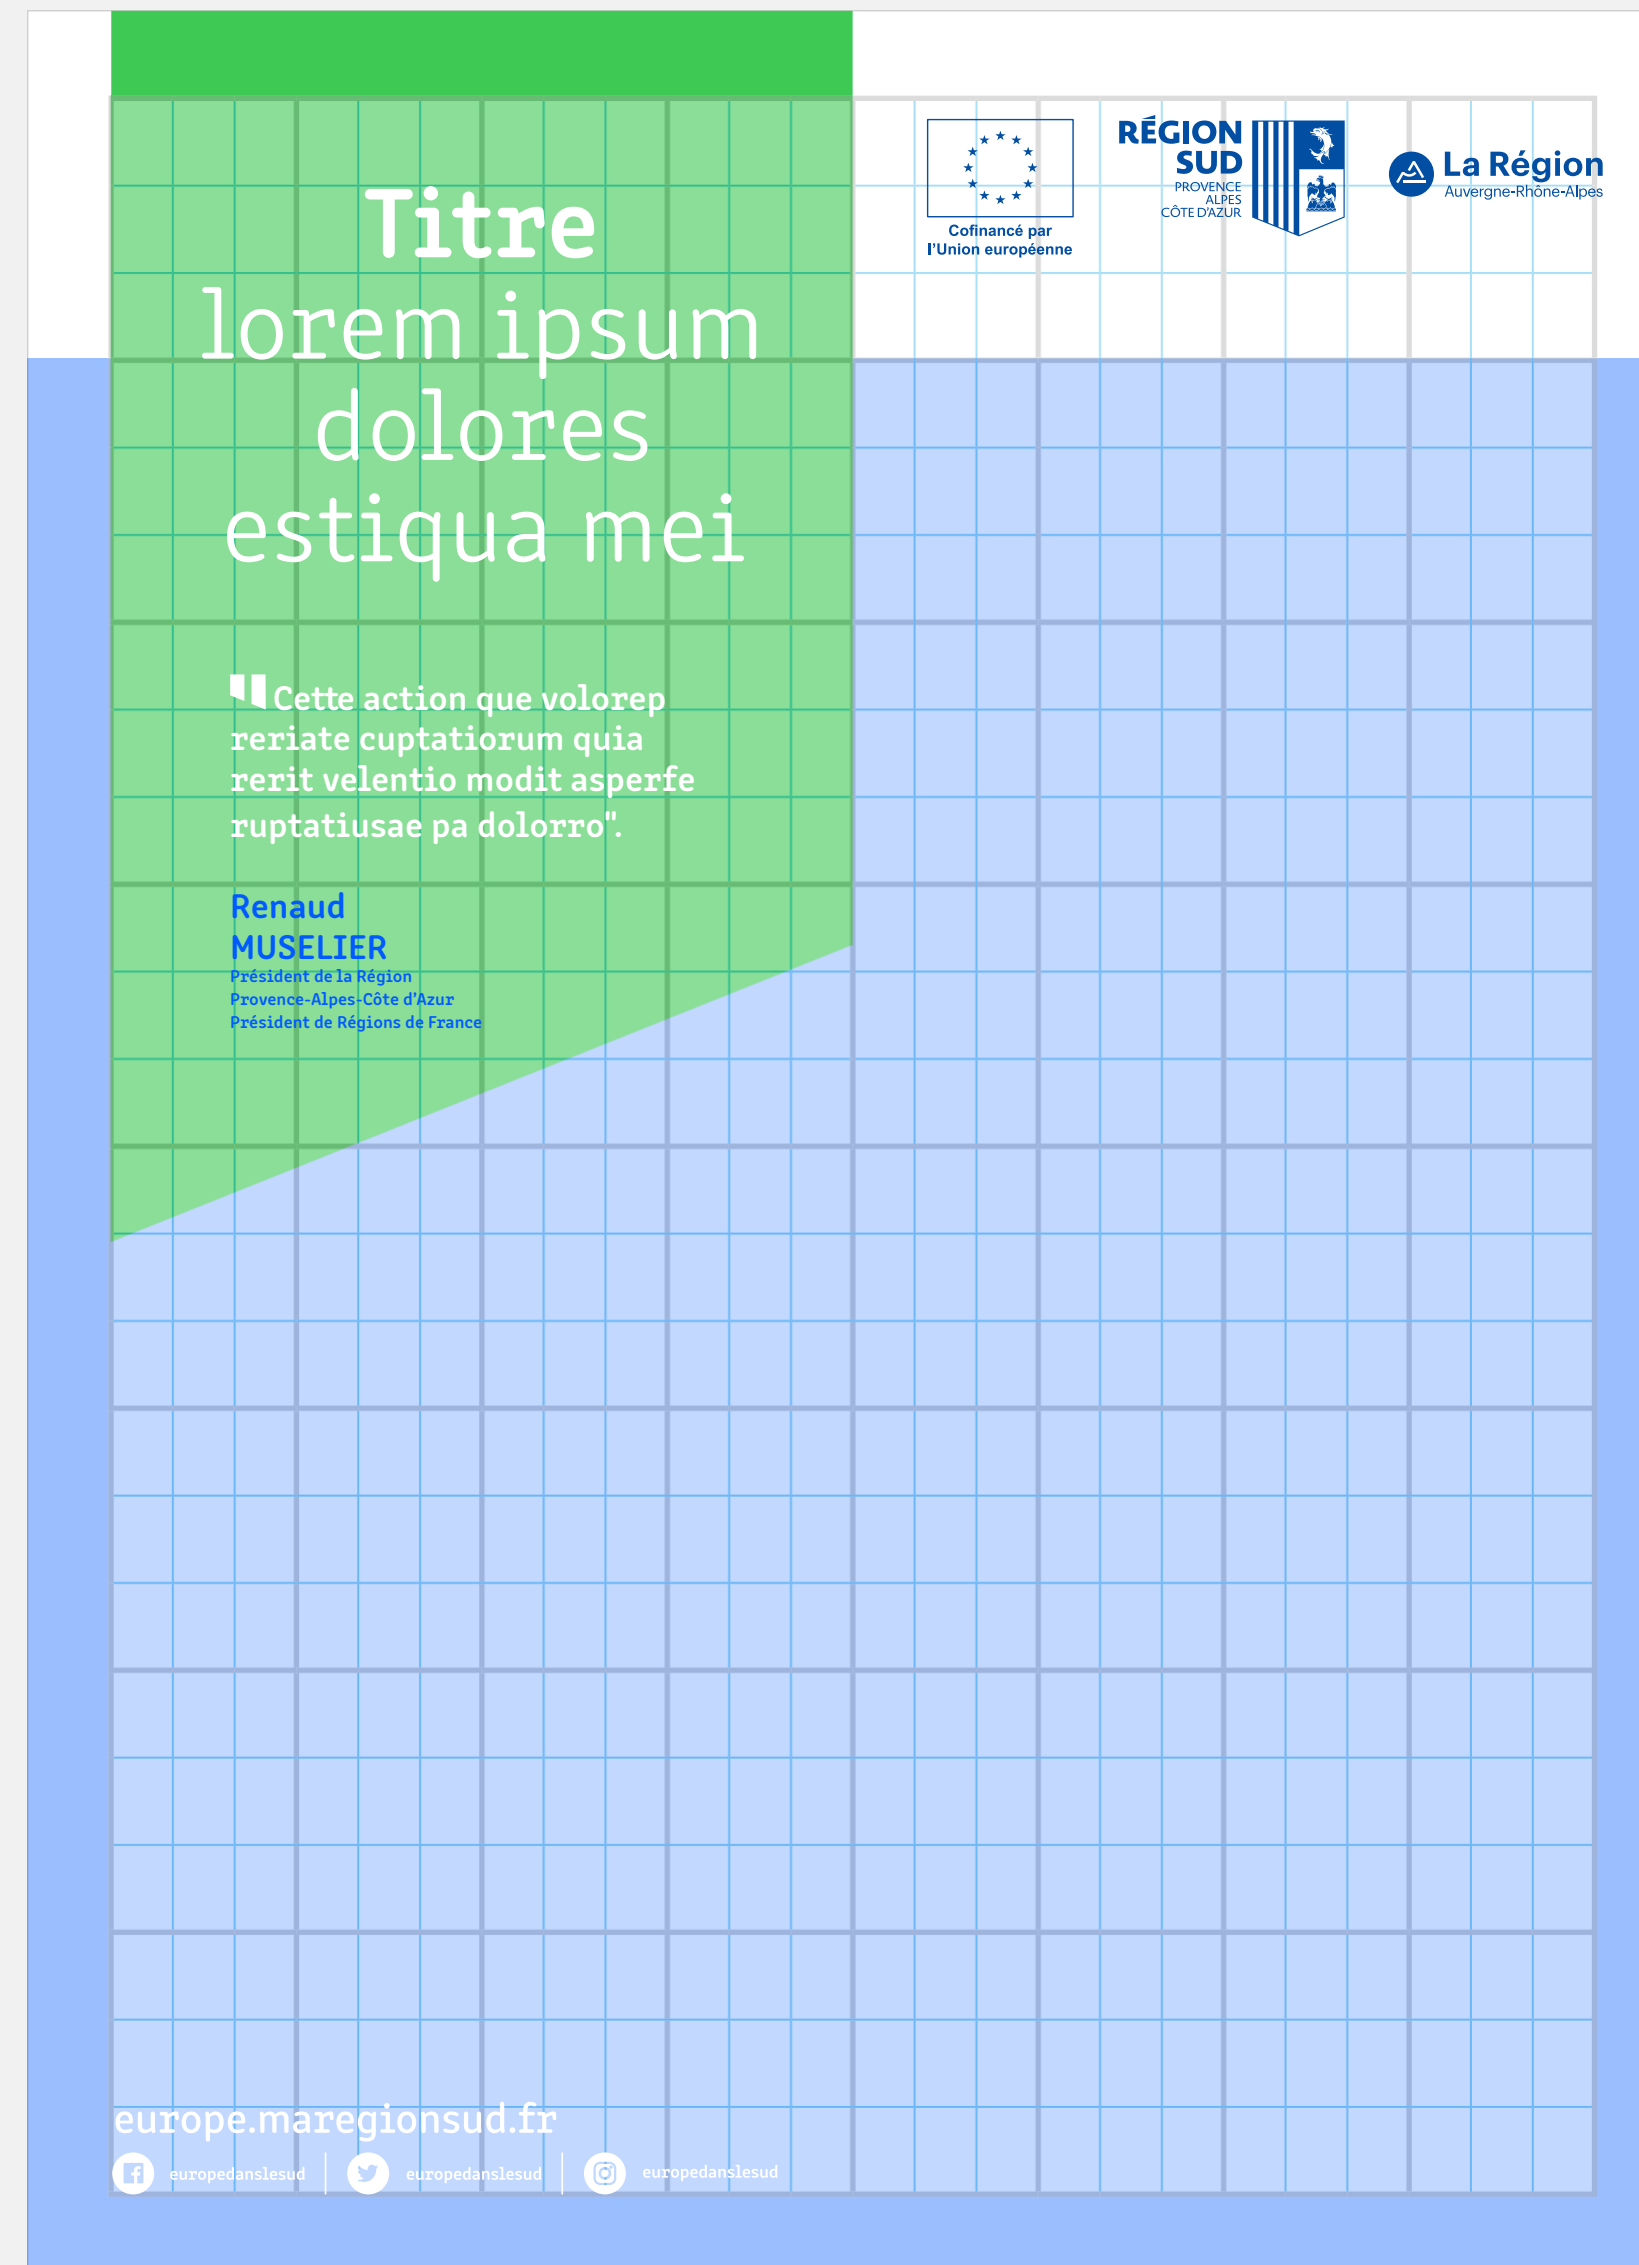 Titre
lorem ipsum
dolores
estiqua mei
Cofinancé par
l'Union européenne
RÉGION
SUD
PROVENCE
ALPES
CÔTE D'AZUR
La Région
Auvergne-Rhône-Alpes
"Cette action que volorep
reriate cuptatiorum quia
rerit velentio modit asperfe
ruptatiusae pa dolorro".
Renaud
MUSELIER
Président de la Région
Provence-Alpes-Côte d'Azur
Président de Régions de France
europe.maregionsud.fr
europedanslesud
europedanslesud
europedanslesud